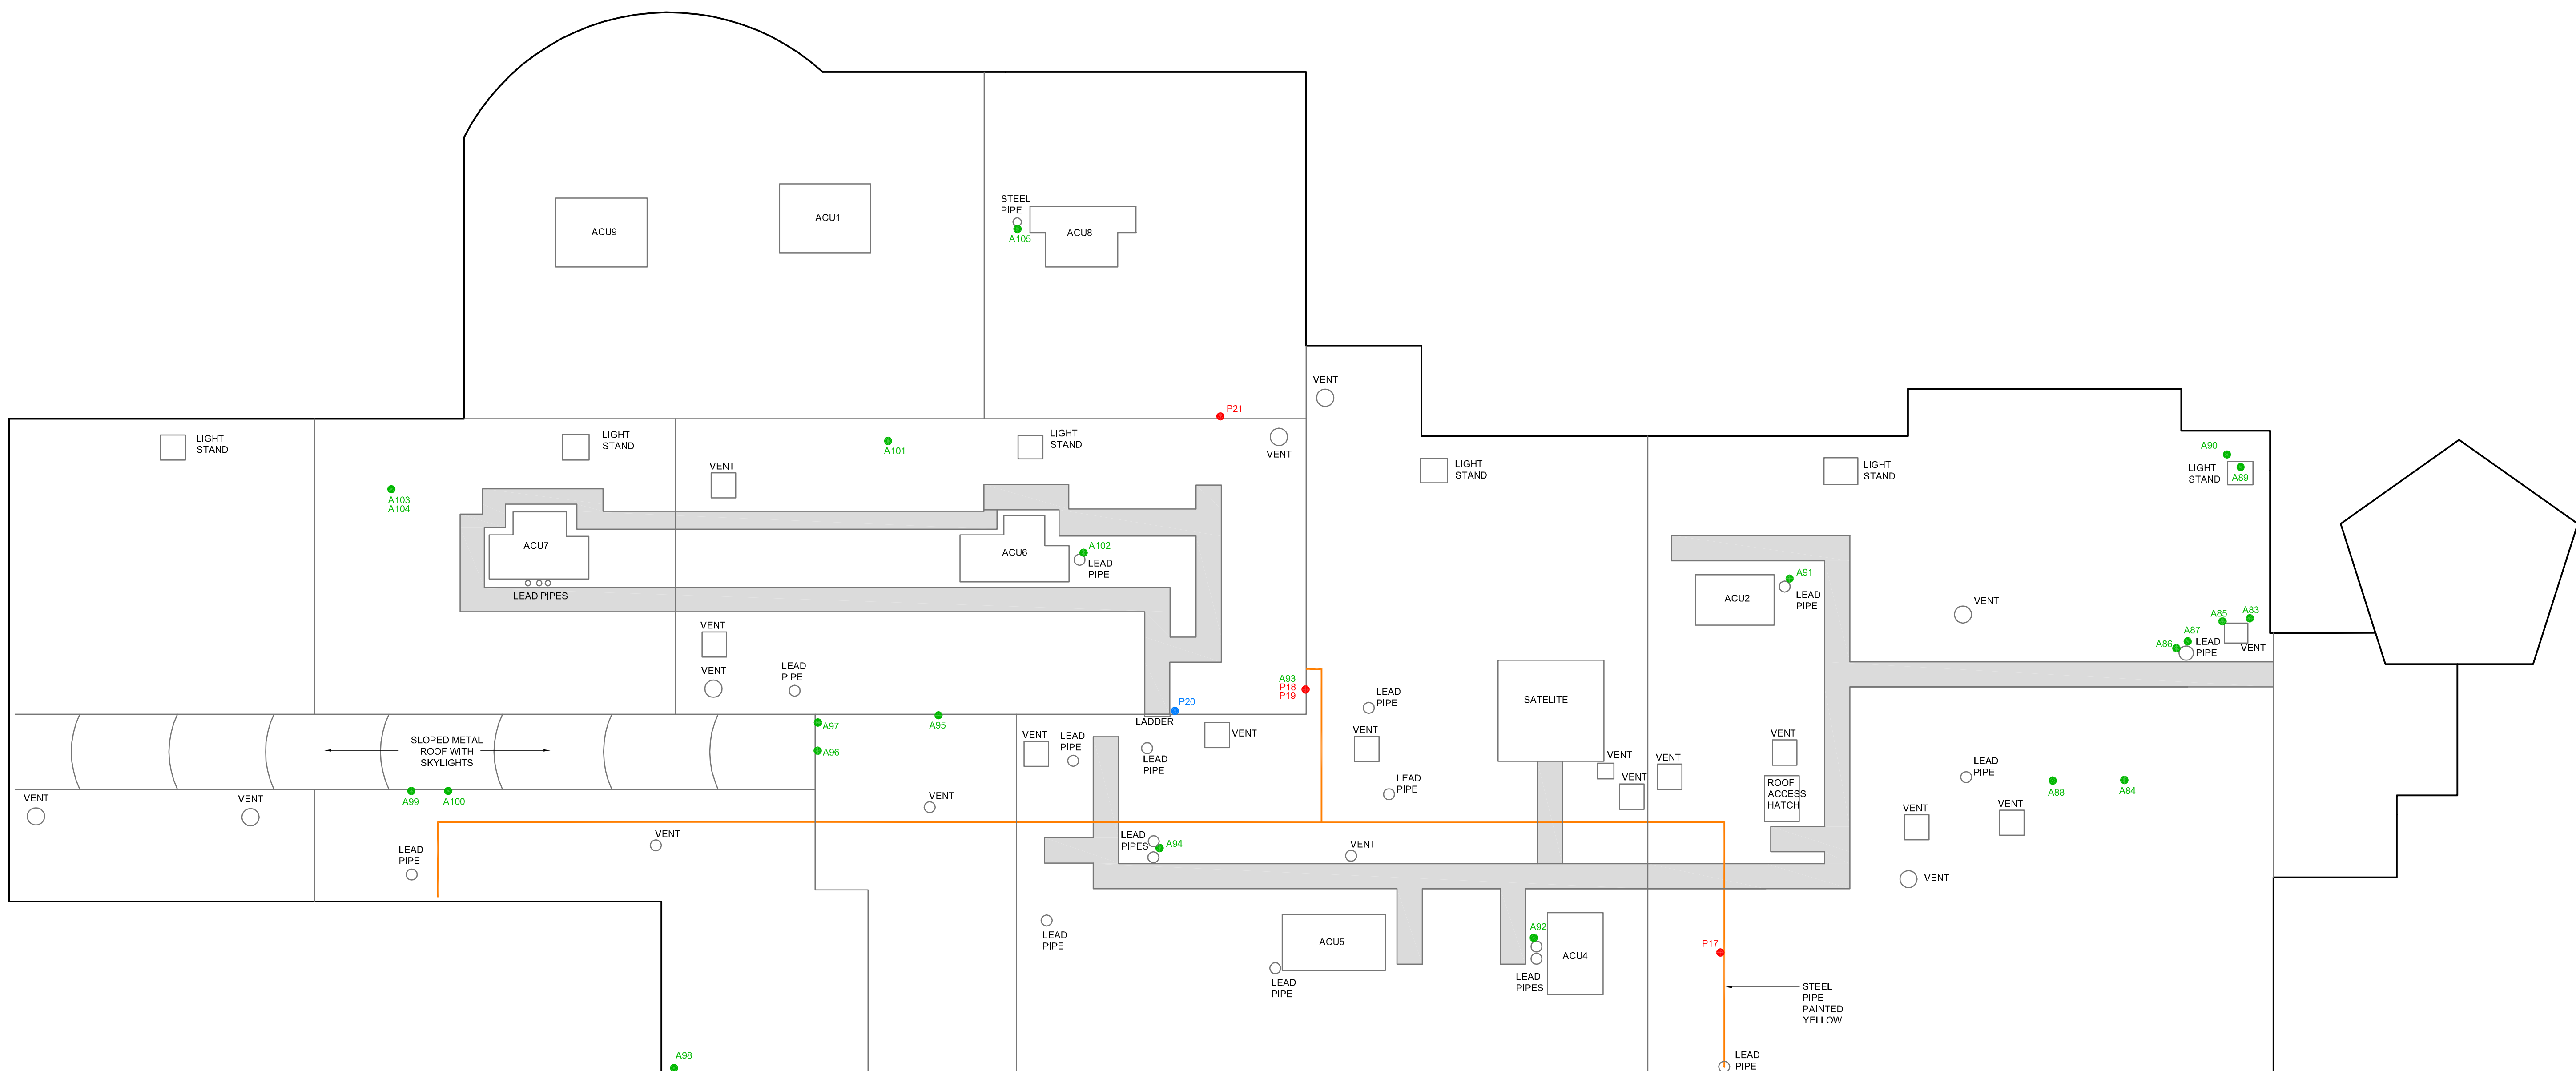 STEEL
PIPE
A105
ACU9
ACU1
ACU8
VENT
P21
LIGHT
STAND
LIGHT
STAND
A101
LIGHT
STAND
VENT
LIGHT
STAND
LIGHT
STAND
A90
LIGHT
STAND
A89
VENT
A103
A104
ACU7
LEAD PIPES
ACU6
A102
LEAD
PIPE
ACU2
A91
LEAD
PIPE
VENT
A85
A83
A87
A86
LEAD
PIPE
VENT
VENT
VENT
LEAD
PIPE
A93
P18
P19
P20
LADDER
LEAD
PIPE
SATELITE
A97
A96
A95
SLOPED METAL
ROOF WITH
SKYLIGHTS
VENT
LEAD
PIPE
LEAD
PIPE
VENT
VENT
LEAD
PIPE
VENT
VENT
VENT
VENT
ROOF
ACCESS
HATCH
LEAD
PIPE
A88
A84
VENT
VENT
VENT
VENT
A99
A100
VENT
VENT
LEAD
PIPE
LEAD
PIPES
A94
VENT
VENT
LEAD
PIPE
ACU5
LEAD
PIPE
A92
ACU4
LEAD
PIPES
P17
STEEL
PIPE
PAINTED
YELLOW
A98
LEAD
PIPE